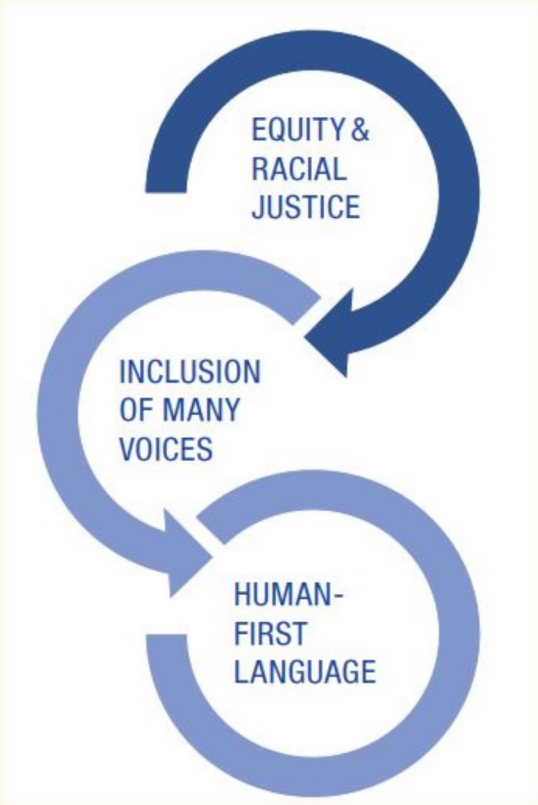 EQUITY &
RACIAL
JUSTICE
INCLUSION
OF MANY
VOICES
HUMAN-
FIRST
LANGUAGE